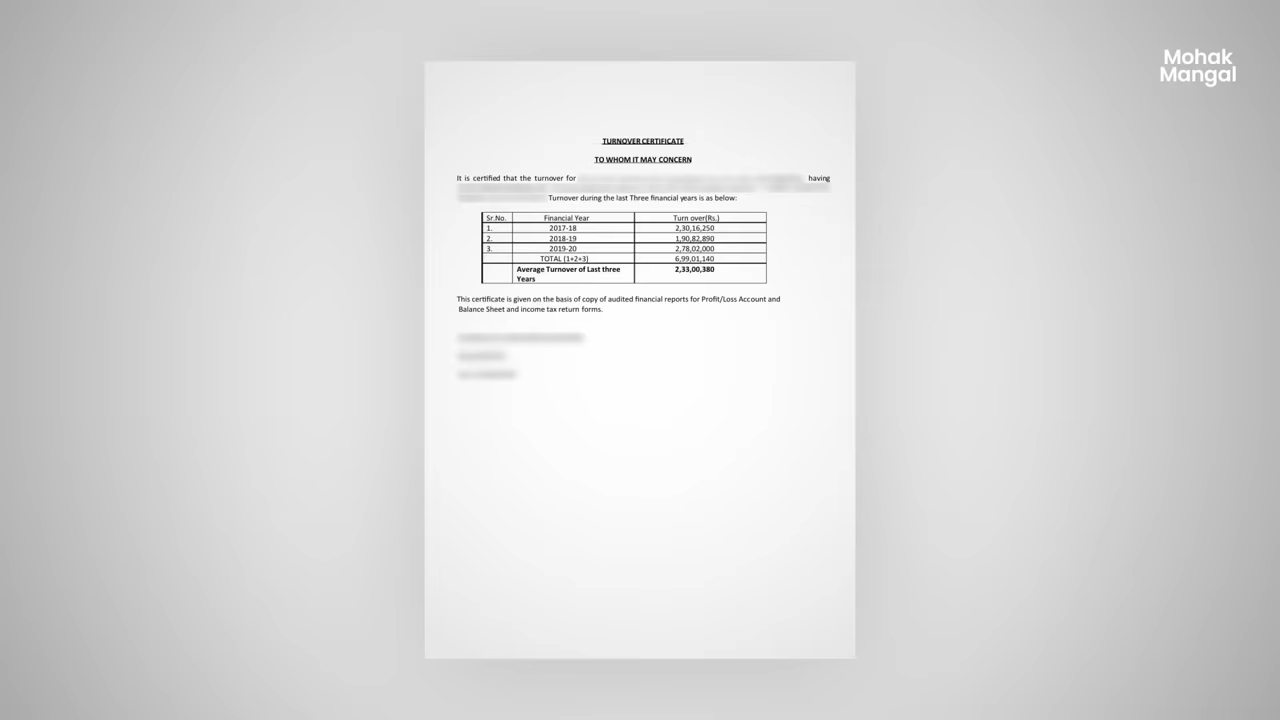 Mohak
Mangal
TURNOVER CERTIFICATE
TO WHOM IT MAY CONCERN
It is certified that the turnover for having
Turnover during the last Three financial years is as below:
Sr.No. Financial Year Turn over(Rs.)
1. 2017-18 2,30,16,250
2. 2018-19 1,90,82,890
3. 2019-20 2,78,02,000
TOTAL (1+2+3) 6,99,01,140
Average Turnover of Last three 2,33,00,380
Years
This certificate is given on the basis of copy of audited financial reports for Profit/Loss Account and
Balance Sheet and income tax return forms.